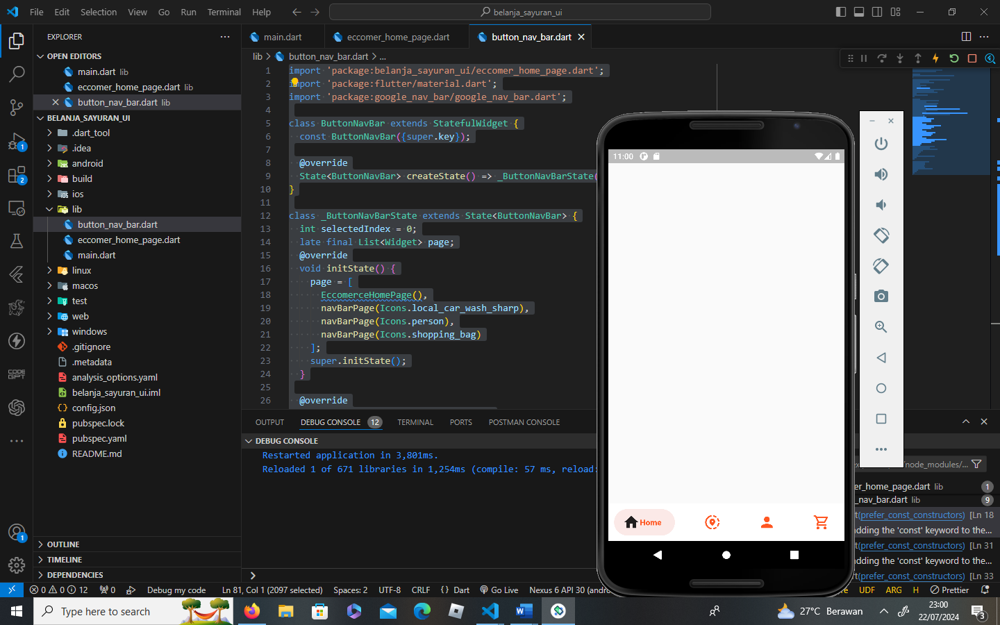 File Edit Selection View Go Run Terminal Help
belanja_sayuran_ui
EXPLORER
OPEN EDITORS
main.dart lib
eccomer_home_page.dart lib
button_nav_bar.dart lib
BELANJA_SAYURAN_UI
.dart_tool
.idea
android
build
ios
lib
button_nav_bar.dart
eccomer_home_page.dart
main.dart
linux
macos
test
web
windows
.gitignore
.metadata
analysis_options.yaml
belanja_sayuran_ui.iml
config.json
pubspec.lock
pubspec.yaml
README.md
OUTLINE
TIMELINE
DEPENDENCIES
1
2
CODE
GPT
1
main.dart
eccomer_home_page.dart
button_nav_bar.dart
lib > button_nav_bar.dart > ...
1 import 'package:belanja_sayuran_ui/eccomer_home_page.dart';
2 import 'package:flutter/material.dart';
3 import 'package:google_nav_bar/google_nav_bar.dart';
4
5 class ButtonNavBar extends StatefulWidget {
6 const ButtonNavBar({super.key});
7
8 @override
9 State<ButtonNavBar> createState() => _ButtonNavBarState(
10 }
11
12 class _ButtonNavBarState extends State<ButtonNavBar> {
13 int selectedIndex = 0;
14 late final List<Widget> page;
15 @override
16 void initState() {
17 page = [
18 EccomerceHomePage(),
19 navBarPage(Icons.local_car_wash_sharp),
20 navBarPage(Icons.person),
21 navBarPage(Icons.shopping_bag)
22 ];
23 super.initState();
24 }
25
26 @override
OUTPUT DEBUG CONSOLE 12 TERMINAL PORTS POSTMAN CONSOLE
DEBUG CONSOLE
Restarted application in 3,801ms.
Reloaded 1 of 671 libraries in 1,254ms (compile: 57 ms, reload:
11:00
Home
/node_modules/...
er_home_page.dart lib 1
_nav_bar.dart lib 9
t(prefer_const_constructors) [Ln 18
adding the 'const' keyword to the...
t(prefer_const_constructors) [Ln 31
adding the 'const' keyword to the...
t(prefer_const_constructors) [Ln 33
0 0 12 0 Debug my code Ln 81, Col 1 (2097 selected) Spaces: 2 UTF-8 CRLF {} Dart Go Live Nexus 6 API 30 (andro UDF ARG H Prettier
Type here to search
27°C Berawan
23:00
22/07/2024
3